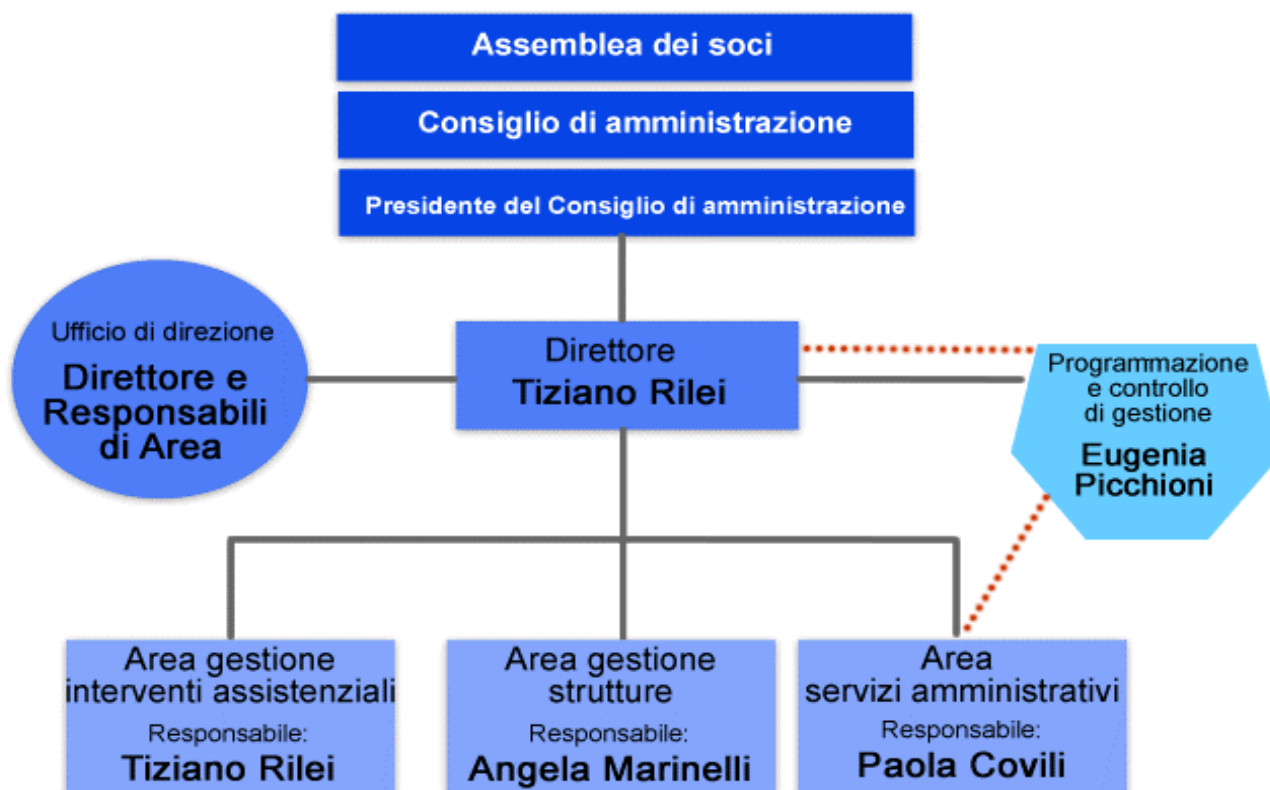 Assemblea dei soci
Consiglio di amministrazione
Presidente del Consiglio di amministrazione
Ufficio di direzione
Direttore e
Responsabili
di Area
Direttore
Tiziano Rilei
Programmazione
e controllo
di gestione
Eugenia
Picchioni
Area gestione
interventi assistenziali
Responsabile:
Tiziano Rilei
Area gestione
strutture
Responsabile:
Angela Marinelli
Area
servizi amministrativi
Responsabile:
Paola Covili